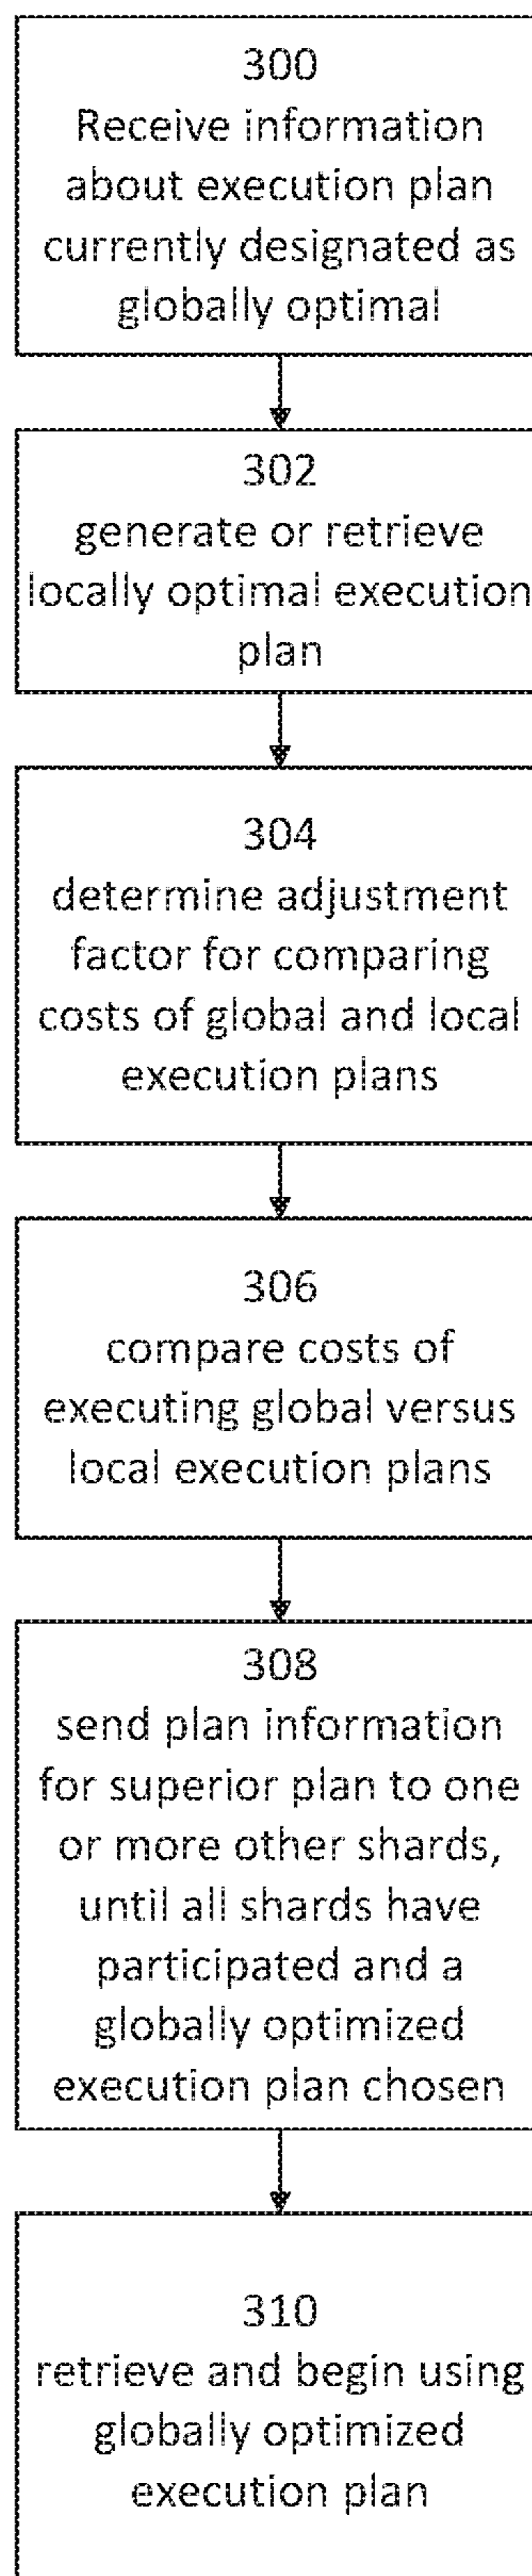 300
Receive information
about execution plan
currently designated as
globally optimal
302
generate or retrieve
locally optimal execution
plan
304
determine adjustment
factor for comparing
costs of global and local
execution plans
306
compare costs of
executing global versus
local execution plans
308
send plan information
for superior plan to one
or more other shards,
until all shards have
participated and a
globally optimized
execution plan chosen
310
retrieve and begin using
globally optimized
execution plan